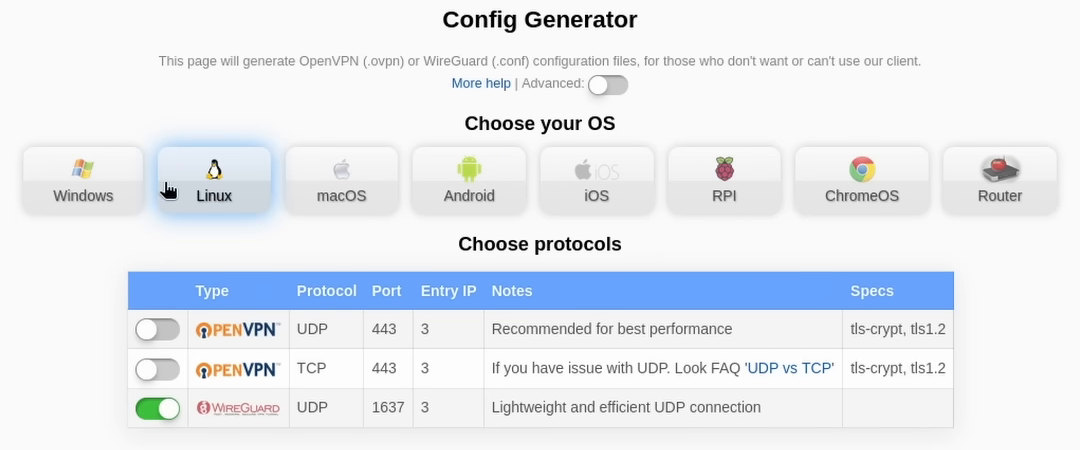 Config Generator
This page will generate OpenVPN (.ovpn) or WireGuard (.conf) configuration files, for those who don't want or can't use our client.
More help | Advanced:
Choose your OS
Windows Linux macOS Android iOS iOS RPI ChromeOS Router
Choose protocols
Type Protocol Port Entry IP Notes Specs
OPENVPN UDP 443 3 Recommended for best performance tls-crypt, tls1.2
OPENVPN TCP 443 3 If you have issue with UDP. Look FAQ 'UDP vs TCP' tls-crypt, tls1.2
WIREGUARD UDP 1637 3 Lightweight and efficient UDP connection